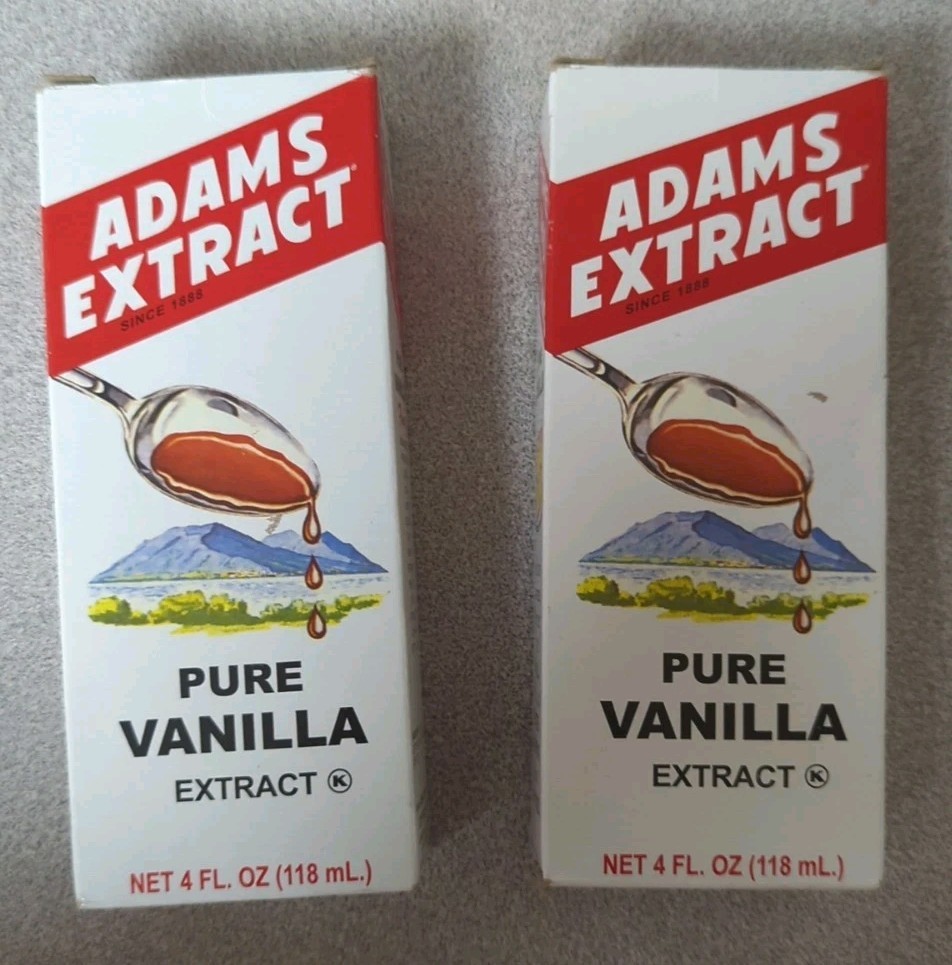 ADAMS
EXTRACT
SINCE 1888
PURE
VANILLA
EXTRACT Ⓚ
NET 4 FL. OZ (118 mL.)
ADAMS
EXTRACT
SINCE 1888
PURE
VANILLA
EXTRACT Ⓚ
NET 4 FL. OZ (118 mL.)